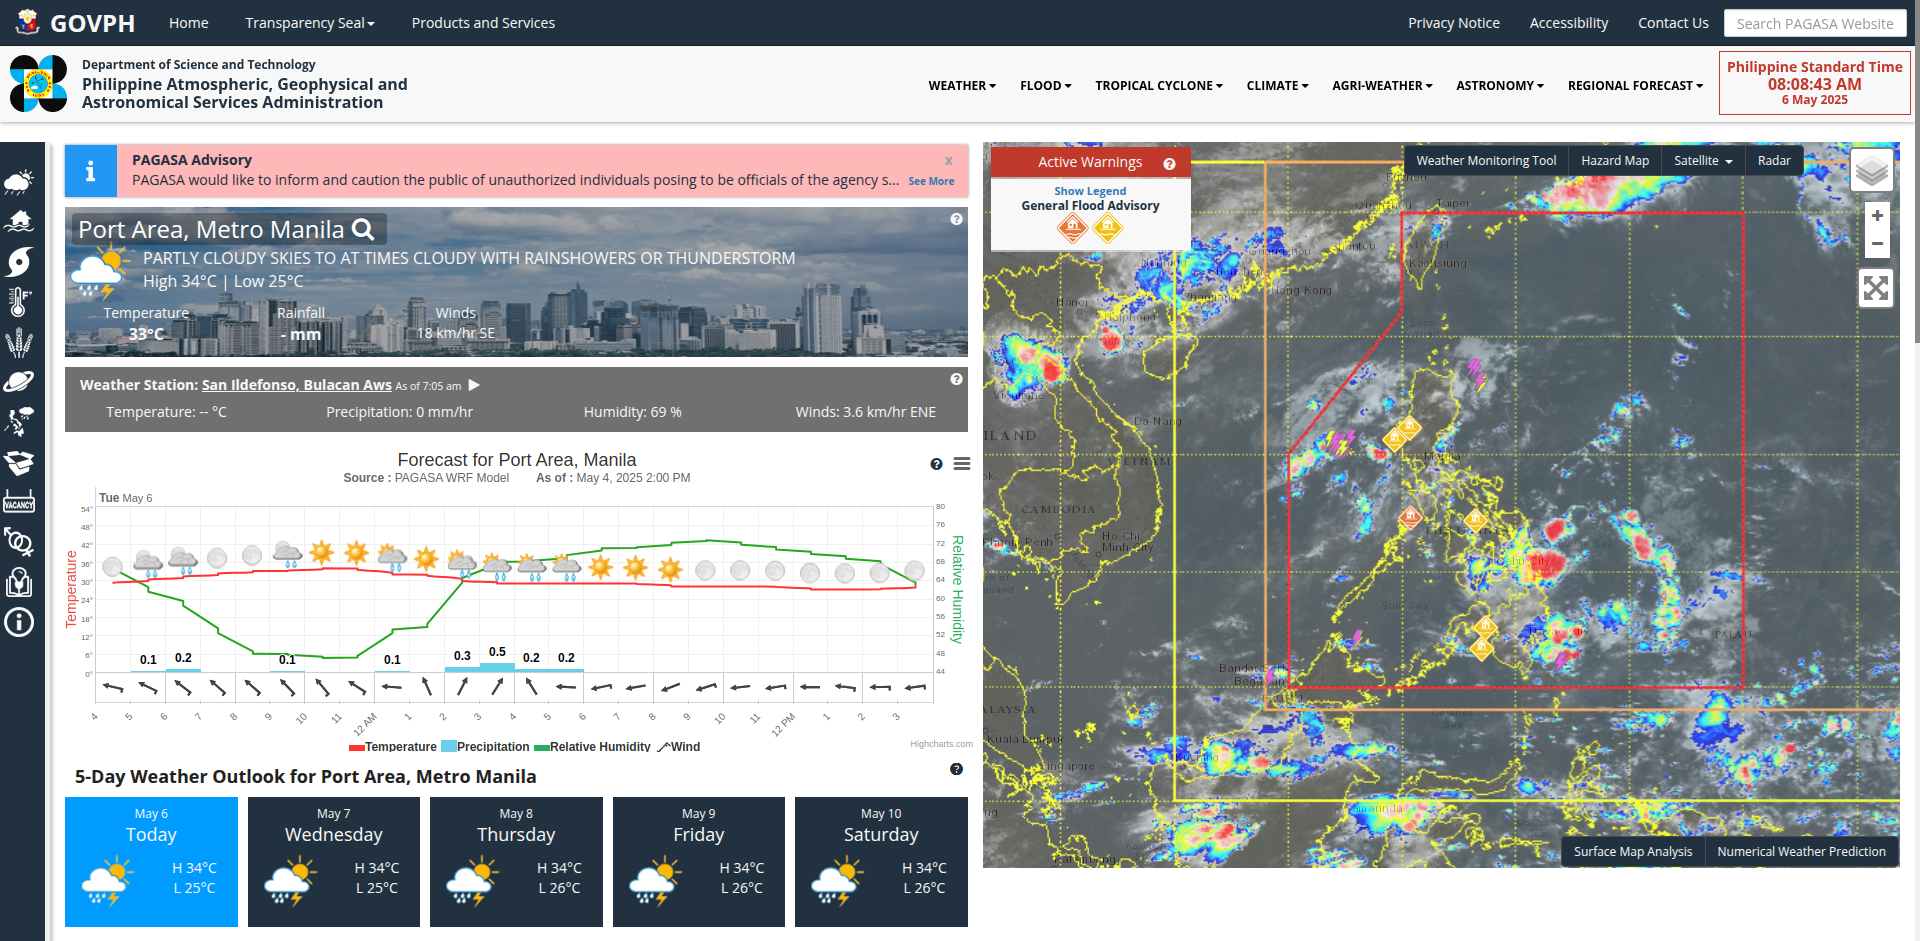 GOVPH
Home
Transparency Seal
Products and Services
Privacy Notice
Accessibility
Contact Us
Search PAGASA Website
Department of Science and Technology
Philippine Atmospheric, Geophysical and
Astronomical Services Administration
WEATHER
FLOOD
TROPICAL CYCLONE
CLIMATE
AGRI-WEATHER
ASTRONOMY
REGIONAL FORECAST
Philippine Standard Time
08:08:43 AM
6 May 2025
PAGASA Advisory
x
PAGASA would like to inform and caution the public of unauthorized individuals posing to be officials of the agency s...
See More
Port Area, Metro Manila
PARTLY CLOUDY SKIES TO AT TIMES CLOUDY WITH RAINSHOWERS OR THUNDERSTORM
High 34°C | Low 25°C
Temperature
Rainfall
Winds
33°C
- mm
18 km/hr SE
Weather Station: San Ildefonso, Bulacan Aws As of 7:05 am
Temperature: -- °C
Precipitation: 0 mm/hr
Humidity: 69 %
Winds: 3.6 km/hr ENE
Forecast for Port Area, Manila
Source : PAGASA WRF Model
As of : May 4, 2025 2:00 PM
Tue May 6
Temperature
54°
48°
42°
36°
30°
24°
18°
12°
6°
0°
80
76
72
68
64
60
56
52
48
44
Relative Humidity
0.1
0.2
0.1
0.1
0.3
0.5
0.2
0.2
4
5
6
7
8
9
10
11
12 AM
1
2
3
4
5
6
7
8
9
10
11
12 PM
1
2
3
Temperature
Precipitation
Relative Humidity
Wind
Highcharts.com
5-Day Weather Outlook for Port Area, Metro Manila
May 6
Today
H 34°C
L 25°C
May 7
Wednesday
H 34°C
L 25°C
May 8
Thursday
H 34°C
L 26°C
May 9
Friday
H 34°C
L 26°C
May 10
Saturday
H 34°C
L 26°C
VACANCY
Active Warnings
Show Legend
General Flood Advisory
Weather Monitoring Tool
Hazard Map
Satellite
Radar
+
−
Taipei
Kaohsiung
Hong Kong
Hanoi
Haiphong
Luzon
Da Nang
VIETNAM
CAMBODIA
Ho Chi
Minh City
Manila
Sulu Sea
PALAU
Bandar Seri
Begawan
Kuala Lumpur
Singapore
Kuching
Samarinda
Surface Map Analysis
Numerical Weather Prediction